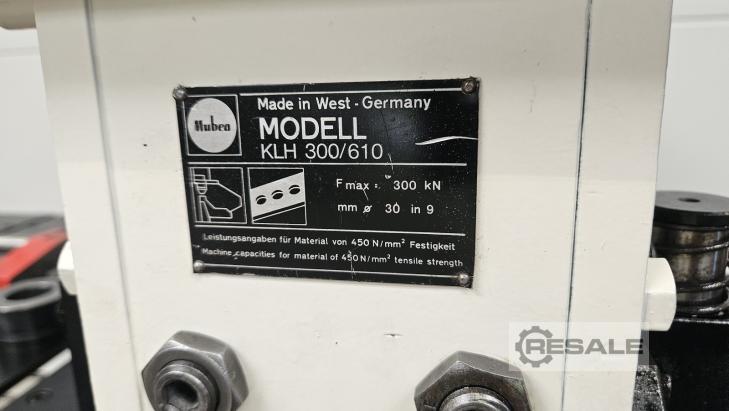 Mubea
Made in West - Germany
MODELL
KLH 300/610
F max : 300 kN
mm ø 30 in 9
Leistungsangaben für Material von 450 N/mm² Festigkeit
Machine capacities for material of 450 N/mm² tensile strength
RESALE